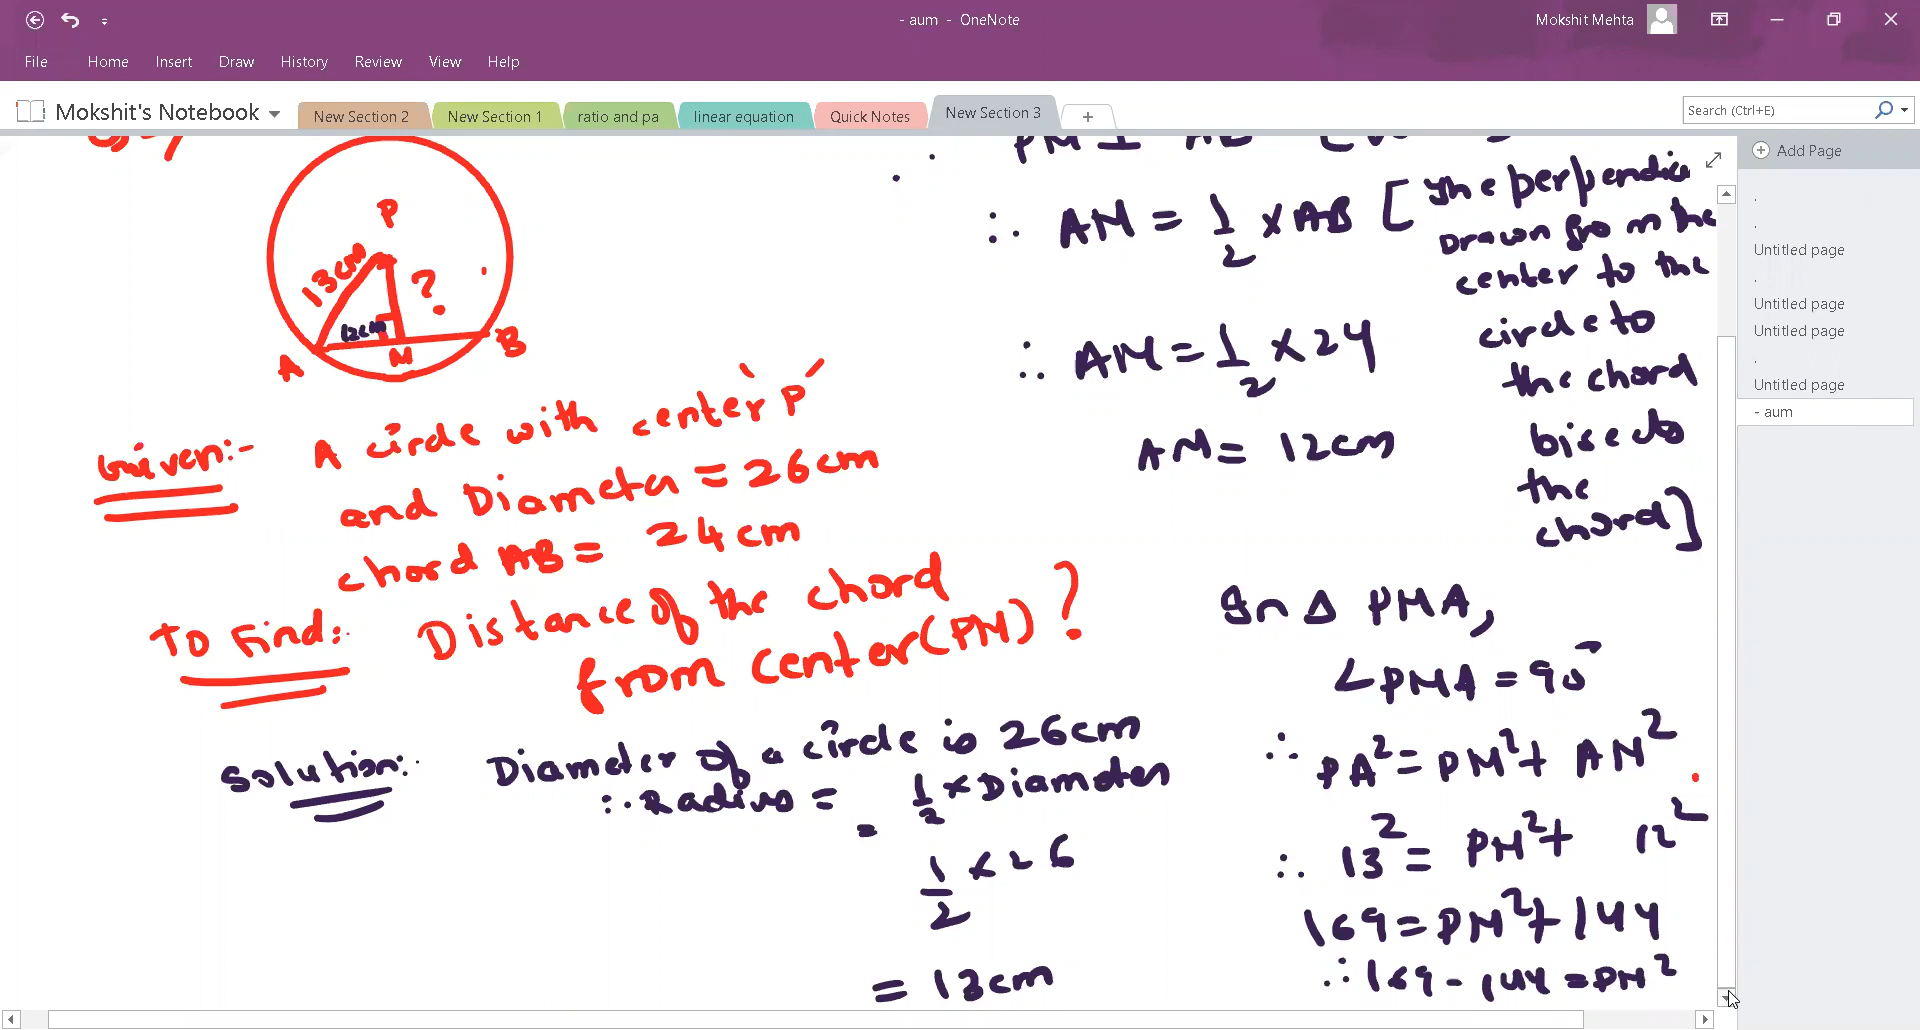 - aum - OneNote
Mokshit Mehta
File Home Insert Draw History Review View Help
Mokshit's Notebook
New Section 2 New Section 1 ratio and pa linear equation Quick Notes New Section 3 +
Search (Ctrl+E)
Add Page
.
.
Untitled page
.
Untitled page
Untitled page
.
Untitled page
- aum
P
13cm
?
12cm
A
M
B
Given:- A circle with center 'P'
and Diameter = 26cm
chord AB = 24cm
To Find: Distance of the chord
from center(PM)?
Solution: Diameter of a circle is 26cm
∴ Radius = 1/2 × Diameter
= 1/2 × 26
= 13cm
PM ⊥ AB [
∴ AM = 1/2 × AB [The perpendic
Drawn from the
center to the
circle to
the chord
bisects
the
chord]
∴ AM = 1/2 × 24
AM = 12cm
In Δ PMA,
∠PMA = 90°
∴ PA² = PM² + AM²
∴ 13² = PM² + 12²
169 = PM² + 144
∴ 169 - 144 = PM²